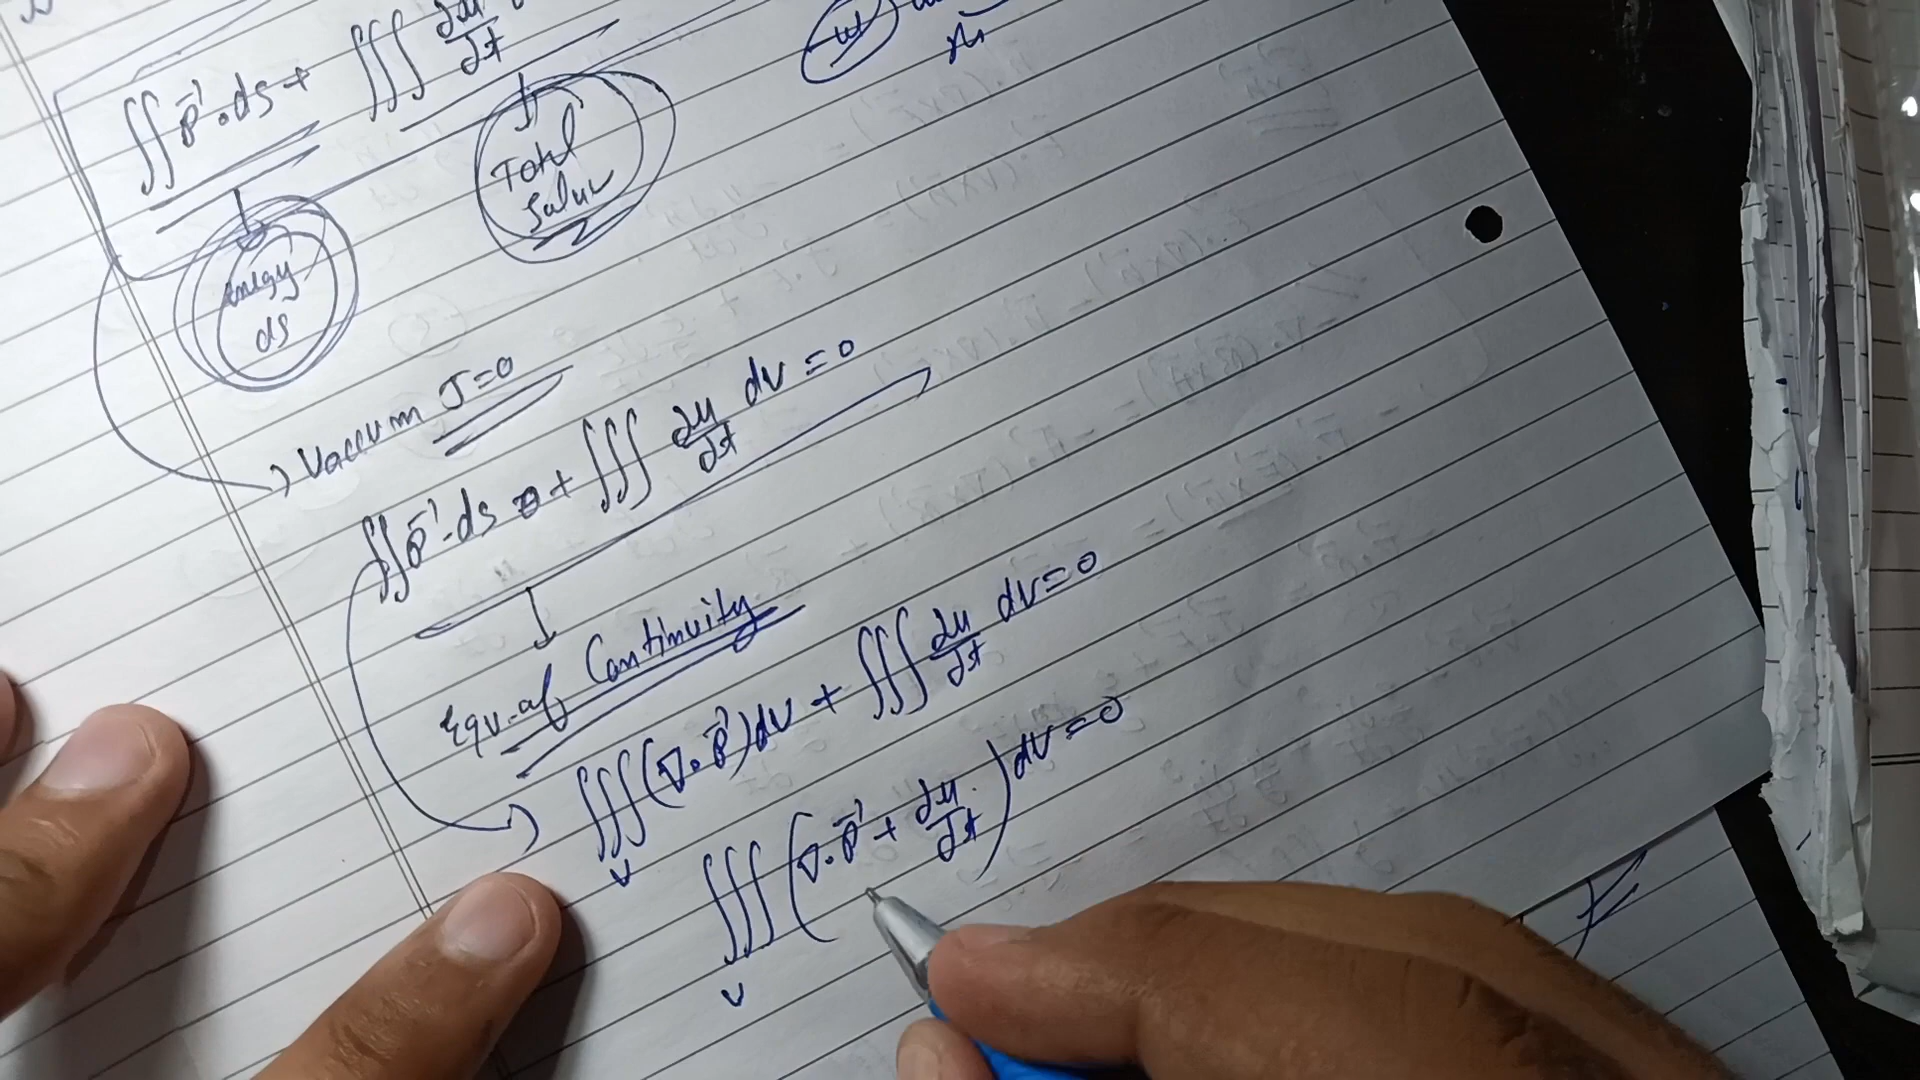 ∬ P⃗ · ds + ∭ ∂u/∂t
Total
energy
ds
Vaccum J=0
∬ P⃗ · ds + ∭ ∂u/∂t dv = 0
Equ. of Continuity
∭ (∇ · P⃗) dv + ∭ ∂u/∂t dv = 0
v
∭ (∇ · P⃗ + ∂u/∂t) dv = 0
v